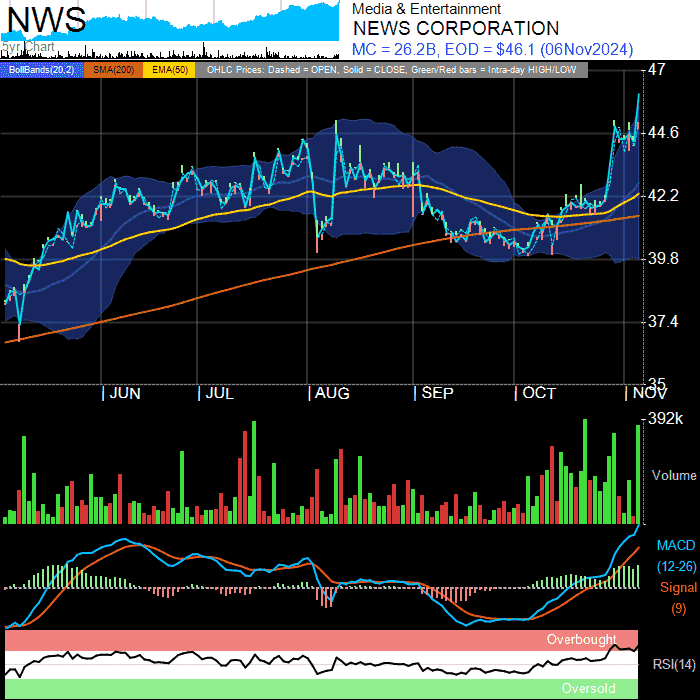 NWS
5yr Chart
Media & Entertainment
NEWS CORPORATION
MC = 26.2B, EOD = $46.1 (06Nov2024)
BollBands(20,2) SMA(200) EMA(50) OHLC Prices: Dashed = OPEN, Solid = CLOSE, Green/Red bars = Intra-day HIGH/LOW
47
44.6
42.2
39.8
37.4
35
JUN JUL AUG SEP OCT NOV
392k
Volume
MACD
(12-26)
Signal
(9)
Overbought
RSI(14)
Oversold